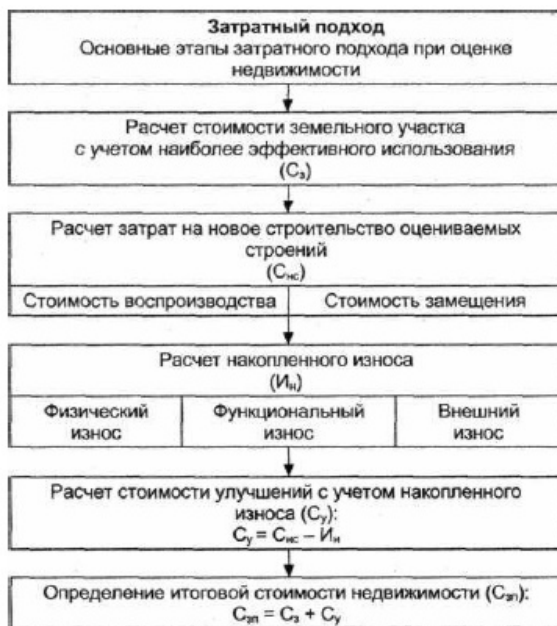 Затратный подход
Основные этапы затратного подхода при оценке
недвижимости
Расчет стоимости земельного участка
с учетом наиболее эффективного использования
(Сз)
Расчет затрат на новое строительство оцениваемых
строений
(Снс)
Стоимость воспроизводства
Стоимость замещения
Расчет накопленного износа
(Ин)
Физический
износ
Функциональный
износ
Внешний
износ
Расчет стоимости улучшений с учетом накопленного
износа (Су):
Су = Снс – Ин
Определение итоговой стоимости недвижимости (Сзп):
Сзп = Сз + Су